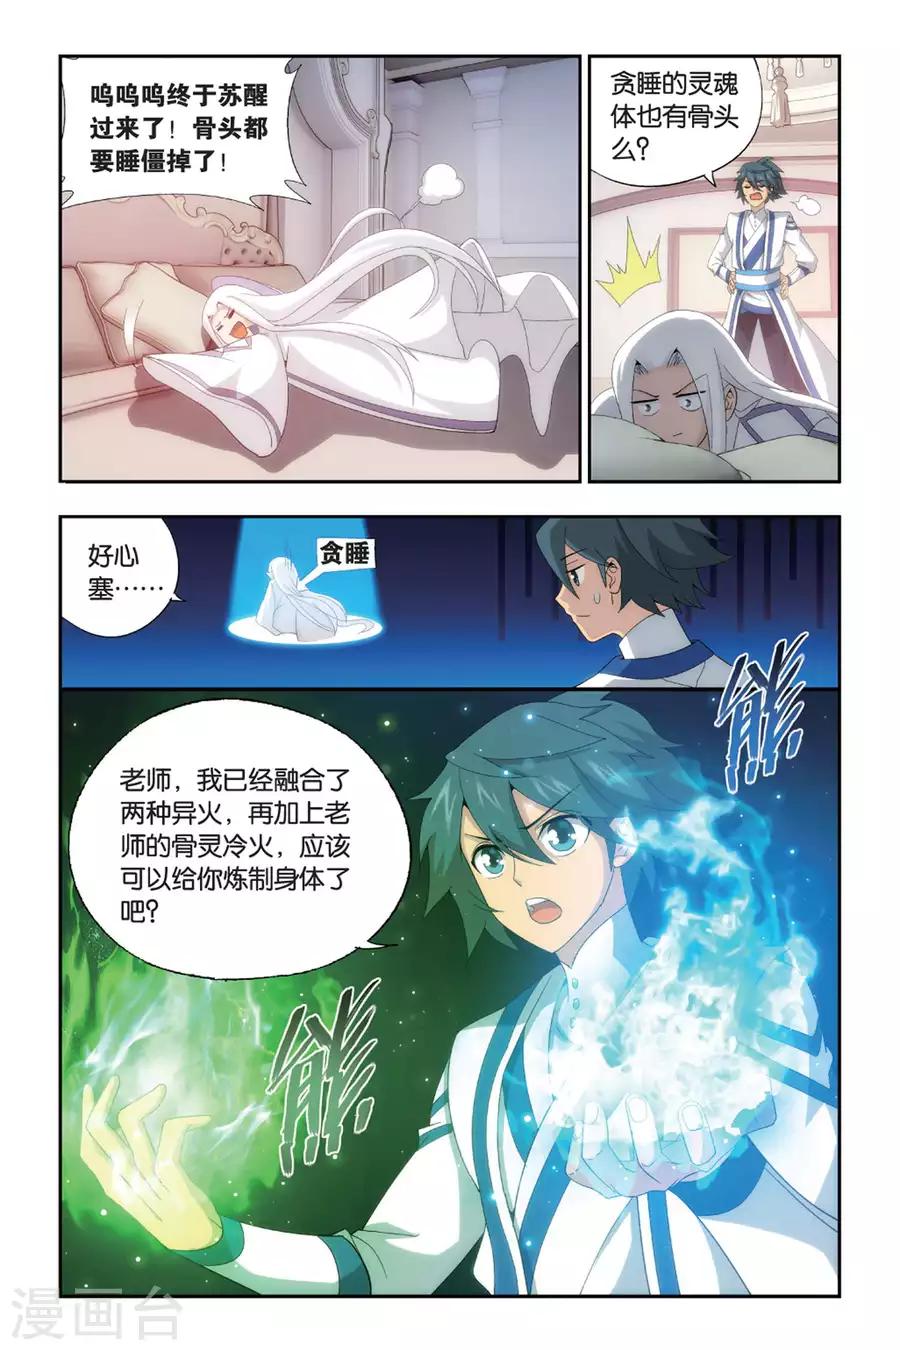 呜呜呜终于苏醒
过来了！骨头都
要睡僵掉了！
贪睡的灵魂
体也有骨头
么？
好心
塞……
贪睡
熊
老师，我已经融合了
两种异火，再加上老
师的骨灵冷火，应该
可以给你炼制身体了
吧？
熊
漫画台